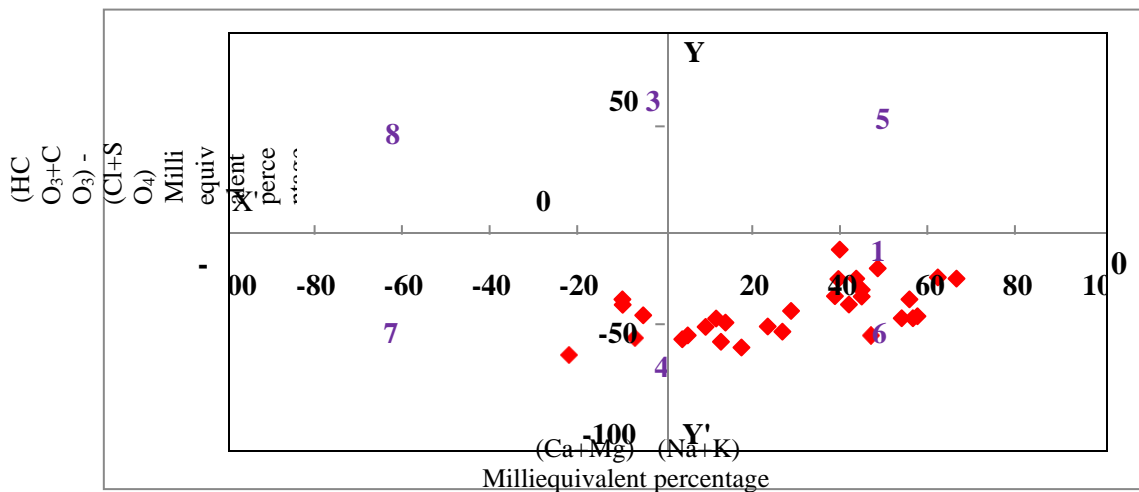 Y
50
3
5
8
(HC
O₃+C
O₃) -
(Cl+S
O₄)
Milli
equiv
alent
perce
ntage
X'
0
1
-
00
-80
-60
-40
-20
20
40
60
80
10
0
-50
7
6
4
-100
Y'
(Ca+Mg) (Na+K)
Milliequivalent percentage